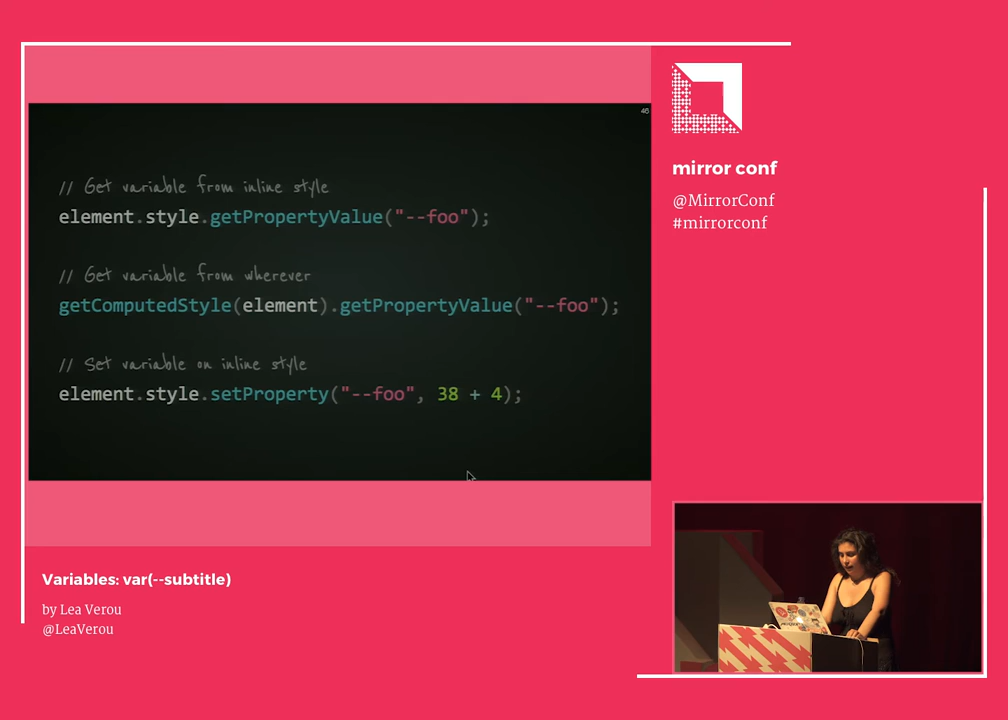 46
// Get variable from inline style
element.style.getPropertyValue("--foo");
// Get variable from wherever
getComputedStyle(element).getPropertyValue("--foo");
// Set variable on inline style
element.style.setProperty("--foo", 38 + 4);
mirror conf
@MirrorConf
#mirrorconf
Variables: var(--subtitle)
by Lea Verou
@LeaVerou